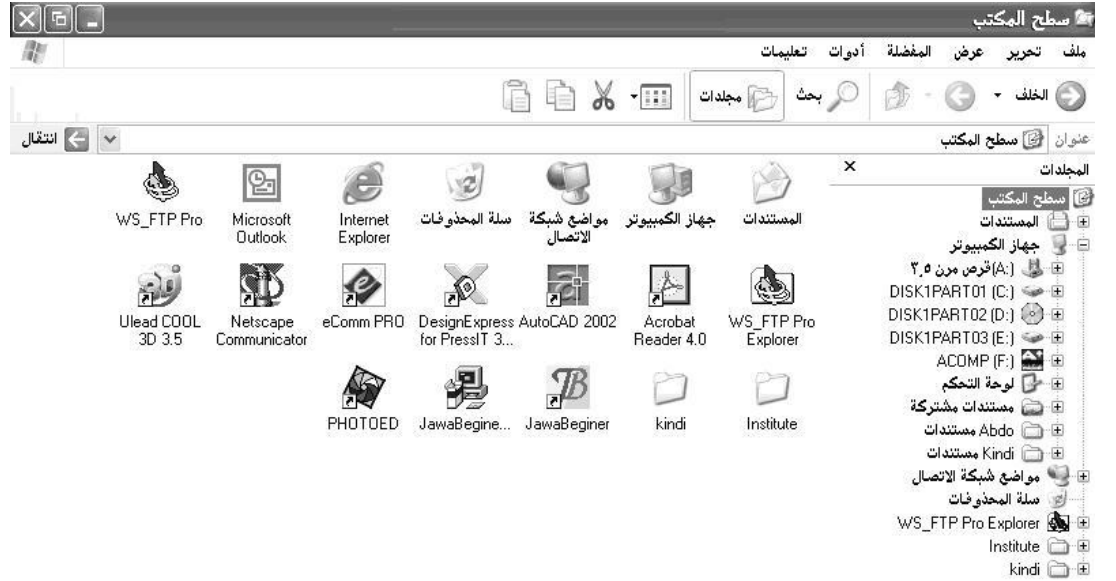 سطح المكتب
ملف تحرير عرض المفضلة أدوات تعليمات
الخلف بحث مجلدات
عنوان سطح المكتب انتقال
المجلدات
سطح المكتب
المستندات
جهاز الكمبيوتر
(A:) قرص مرن ٣,٥
DISK1PART01 (C:)
DISK1PART02 (D:)
DISK1PART03 (E:)
ACOMP (F:)
لوحة التحكم
مستندات مشتركة
Abdo مستندات
Kindi مستندات
مواضع شبكة الاتصال
سلة المحذوفات
WS_FTP Pro Explorer
Institute
kindi
المستندات
جهاز الكمبيوتر
مواضع شبكة
الاتصال
سلة المحذوفات
Internet
Explorer
Microsoft
Outlook
WS_FTP Pro
WS_FTP Pro
Explorer
Acrobat
Reader 4.0
AutoCAD 2002
DesignExpress
for PressIT 3...
eComm PRO
Netscape
Communicator
Ulead COOL
3D 3.5
Institute
kindi
JawaBeginer
JawaBegine...
PHOTOED